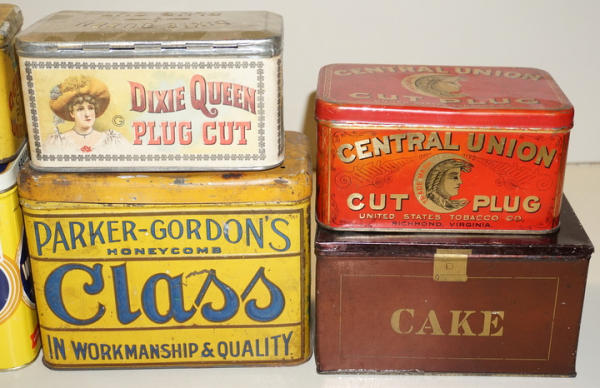 DIXIE QUEEN
PLUG CUT
PARKER-GORDON'S
HONEYCOMB
Class
IN WORKMANSHIP & QUALITY
CENTRAL UNION
CUT PLUG
CENTRAL UNION
CUT PLUG
UNITED STATES TOBACCO CO.
RICHMOND, VIRGINIA.
CAKE